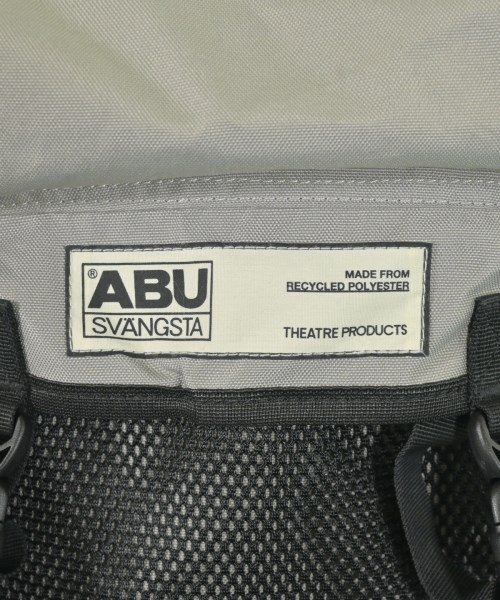 ® ABU
SVÄNGSTA
MADE FROM
RECYCLED POLYESTER
THEATRE PRODUCTS